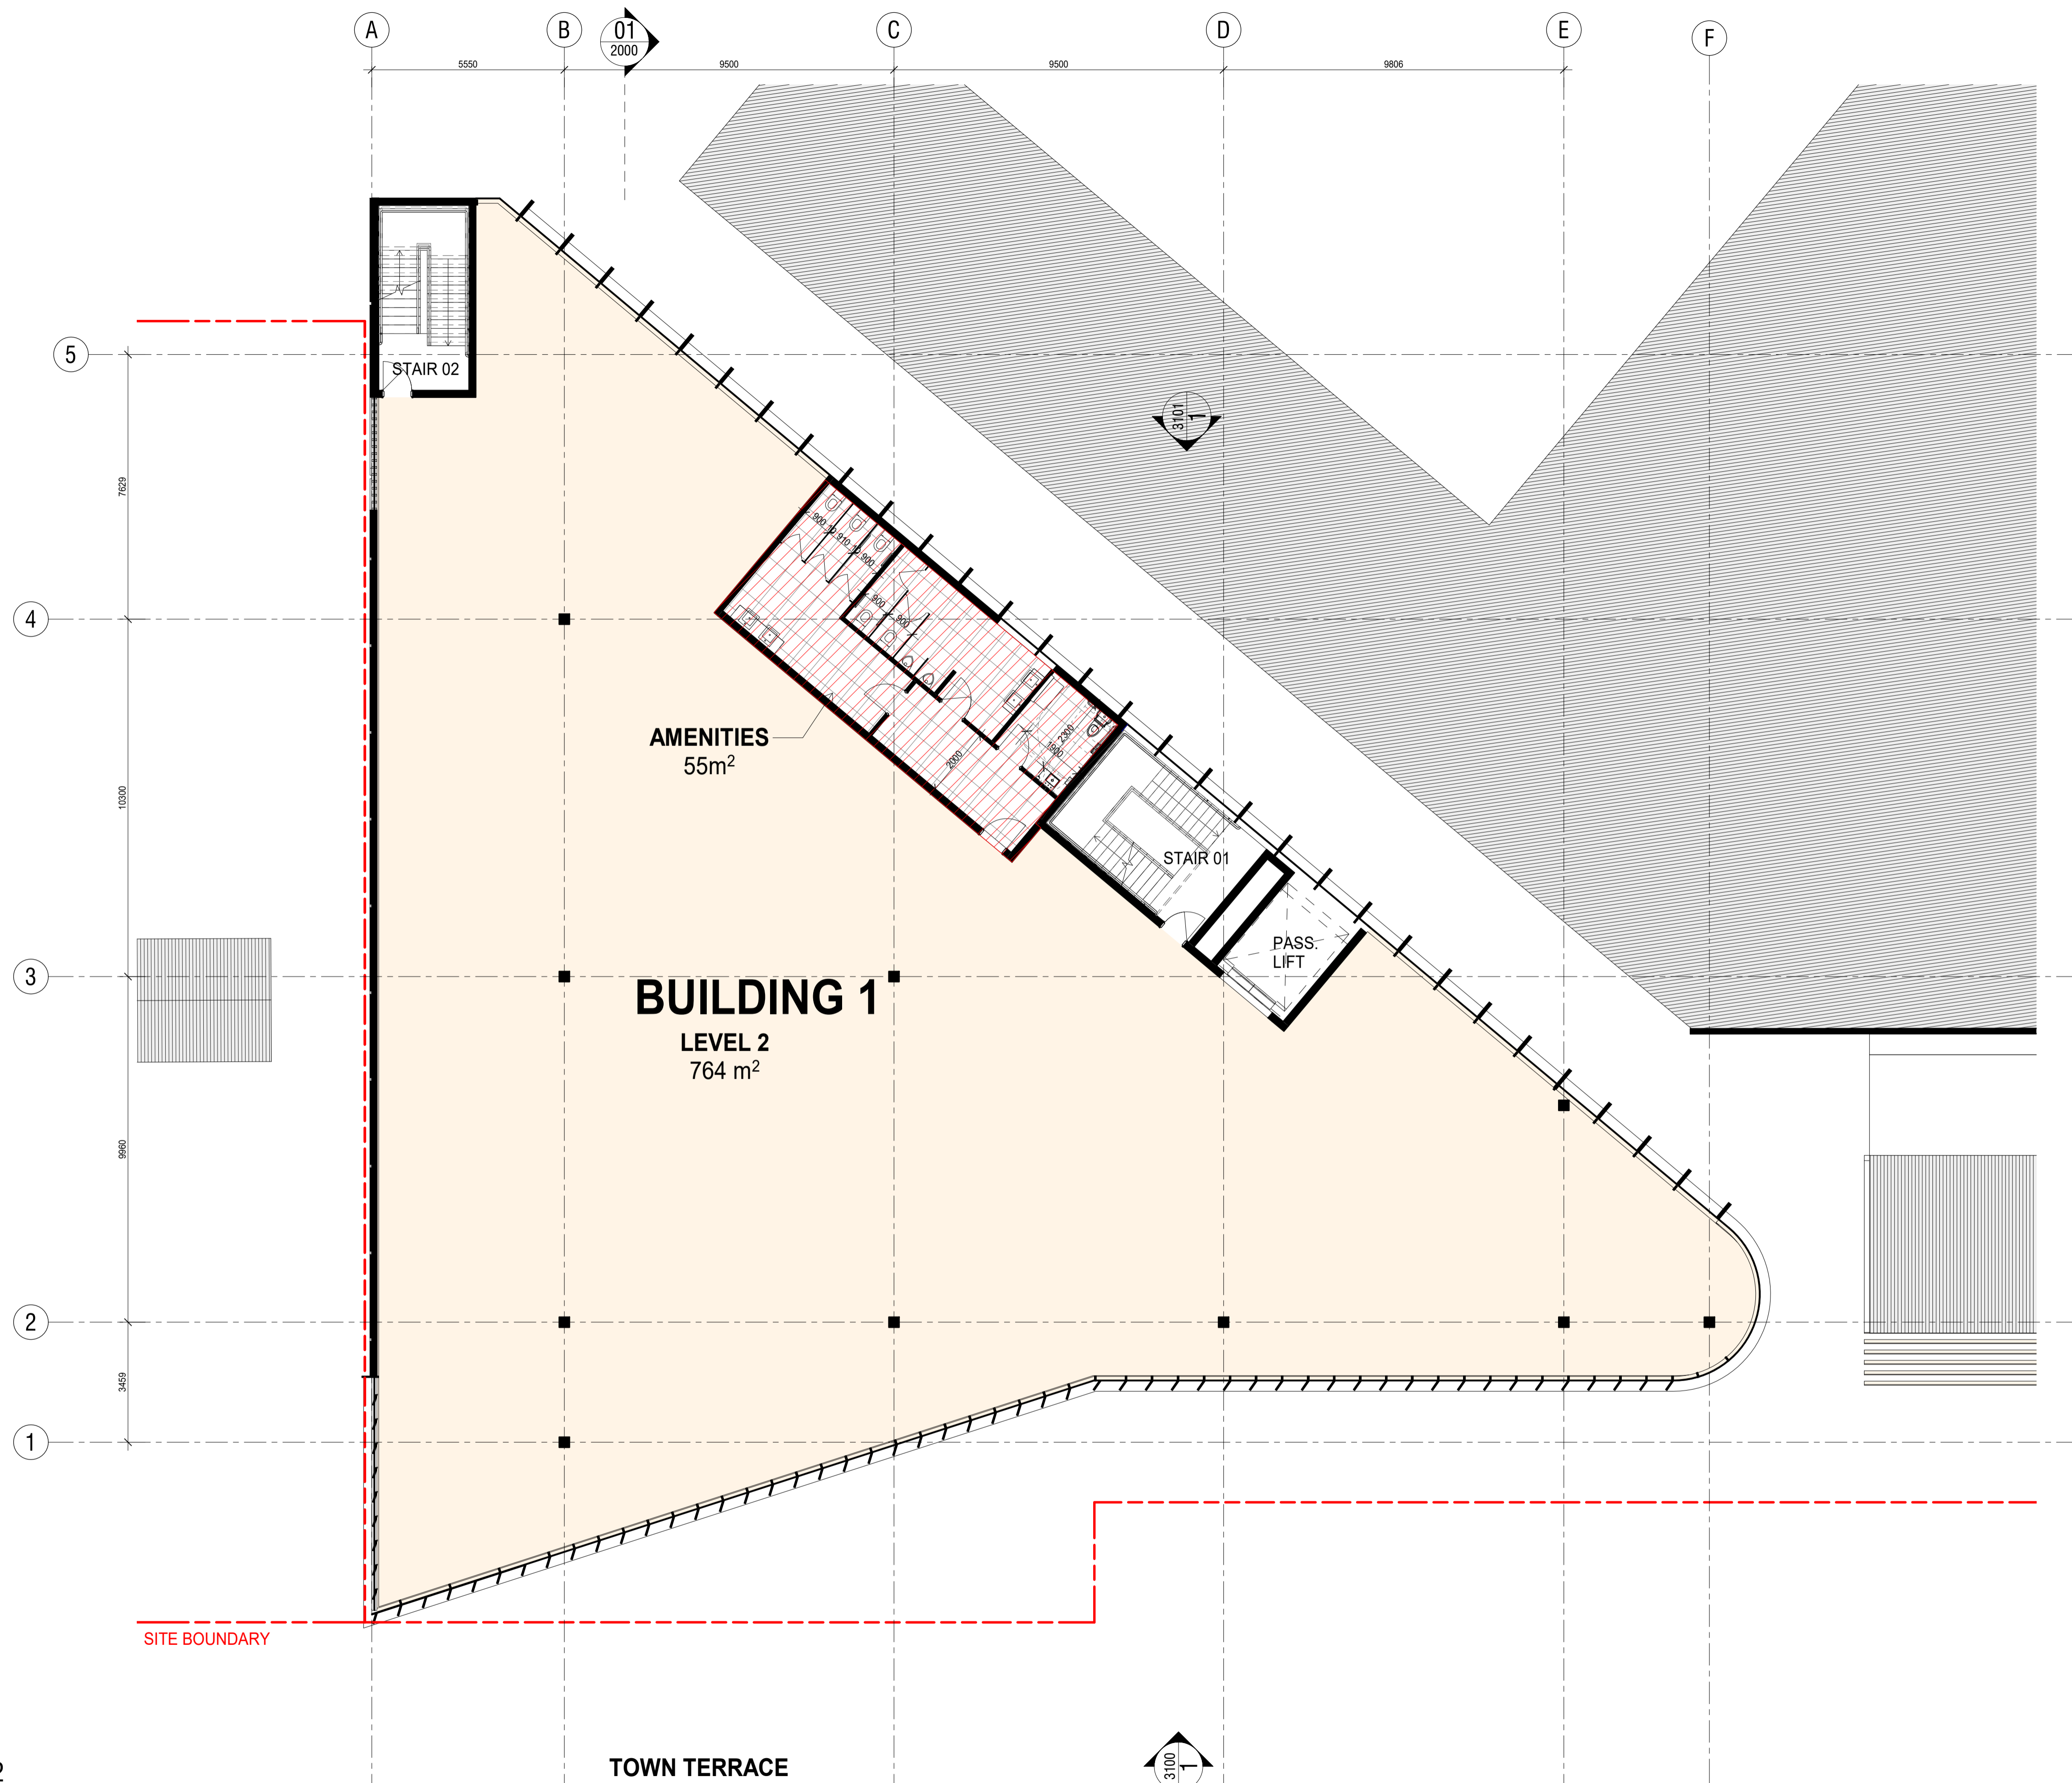 A
B
01
2000
C
D
E
F
5550
9500
9500
9806
5
STAIR 02
3101
1
7629
900
10
910
10
900
4
900
900
AMENITIES
55m²
2300
1900
2000
10300
STAIR 01
PASS.
LIFT
3
BUILDING 1
LEVEL 2
764 m²
9960
2
3459
1
SITE BOUNDARY
TOWN TERRACE
3100
1